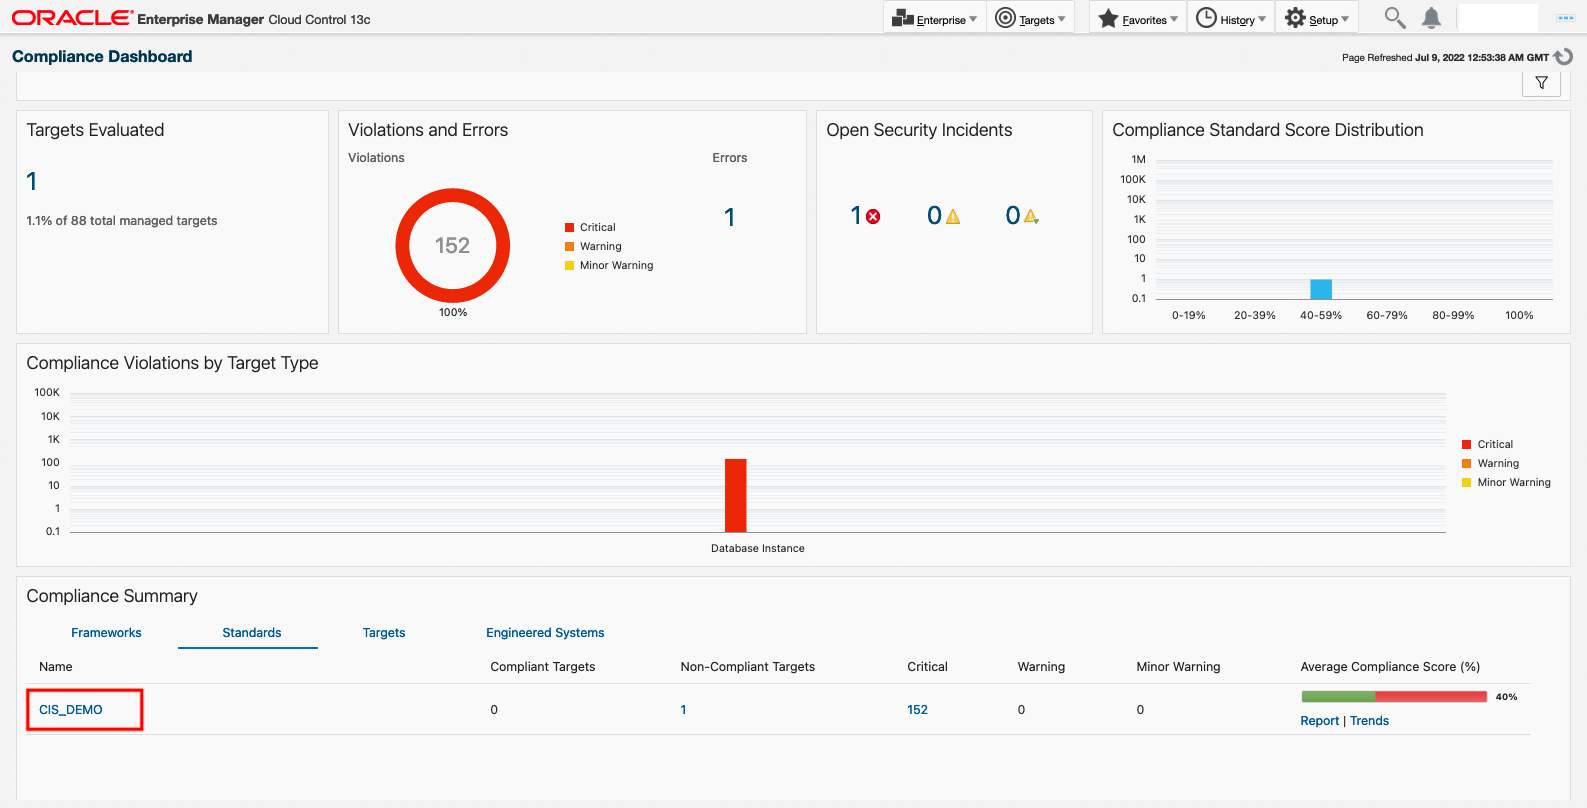 ORACLE Enterprise Manager Cloud Control 13c
Enterprise
Targets
Favorites
History
Setup
Compliance Dashboard
Page Refreshed Jul 9, 2022 12:53:38 AM GMT
Targets Evaluated
1
1.1% of 88 total managed targets
Violations and Errors
Violations
Errors
152
100%
Critical
Warning
Minor Warning
1
Open Security Incidents
1
0
0
Compliance Standard Score Distribution
1M
100K
10K
1K
100
10
1
0.1
0-19% 20-39% 40-59% 60-79% 80-99% 100%
Compliance Violations by Target Type
100K
10K
1K
100
10
1
0.1
Database Instance
Critical
Warning
Minor Warning
Compliance Summary
Frameworks Standards Targets Engineered Systems
Name Compliant Targets Non-Compliant Targets Critical Warning Minor Warning Average Compliance Score (%)
CIS_DEMO 0 1 152 0 0 40%
Report | Trends